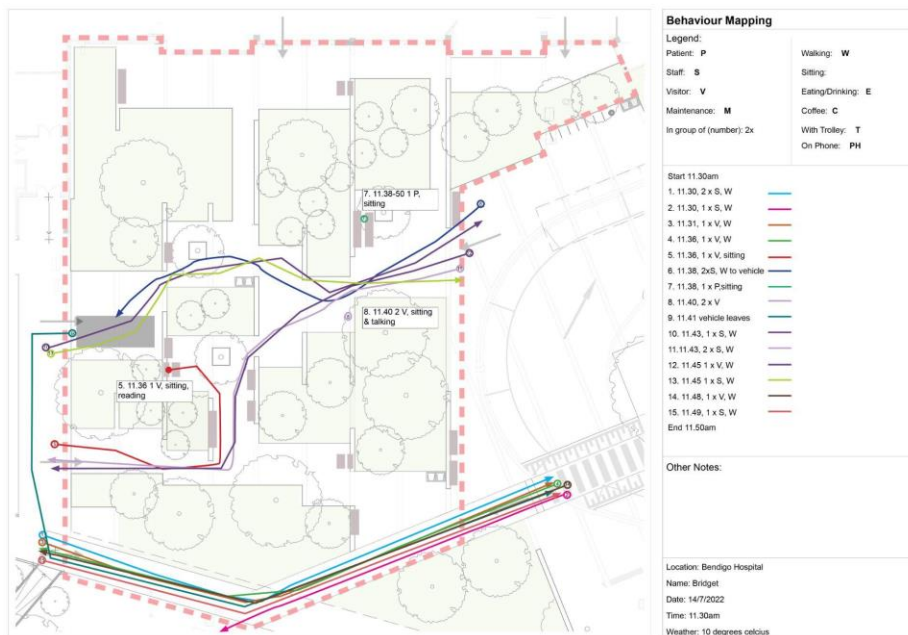 7. 11.38-50 1 P,
sitting
8. 11.40 2 V, sitting
& talking
5. 11.36 1 V, sitting,
reading
Behaviour Mapping
Legend:
Patient: P
Staff: S
Visitor: V
Maintenance: M
In group of (number): 2x
Walking: W
Sitting:
Eating/Drinking: E
Coffee: C
With Trolley: T
On Phone: PH
Start 11.30am
1. 11.30, 2 x S, W
2. 11.30, 1 x S, W
3. 11.31, 1 x V, W
4. 11.36, 1 x V, W
5. 11.36, 1 x V, sitting
6. 11.38, 2xS, W to vehicle
7. 11.38, 1 x P,sitting
8. 11.40, 2 x V
9. 11.41 vehicle leaves
10. 11.43, 1 x S, W
11.11.43, 2 x S, W
12. 11.45 1 x V, W
13. 11.45 1 x S, W
14. 11.48, 1 x V, W
15. 11.49, 1 x S, W
End 11.50am
Other Notes:
Location: Bendigo Hospital
Name: Bridget
Date: 14/7/2022
Time: 11.30am
Weather: 10 degrees celcius